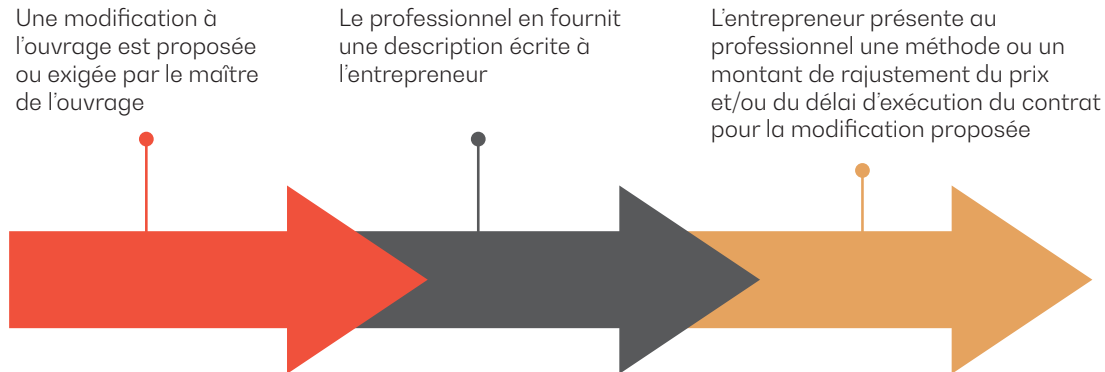 Une modification à
l’ouvrage est proposée
ou exigée par le maître
de l’ouvrage
Le professionnel en fournit
une description écrite à
l’entrepreneur
L’entrepreneur présente au
professionnel une méthode ou un
montant de rajustement du prix
et/ou du délai d’exécution du contrat
pour la modification proposée